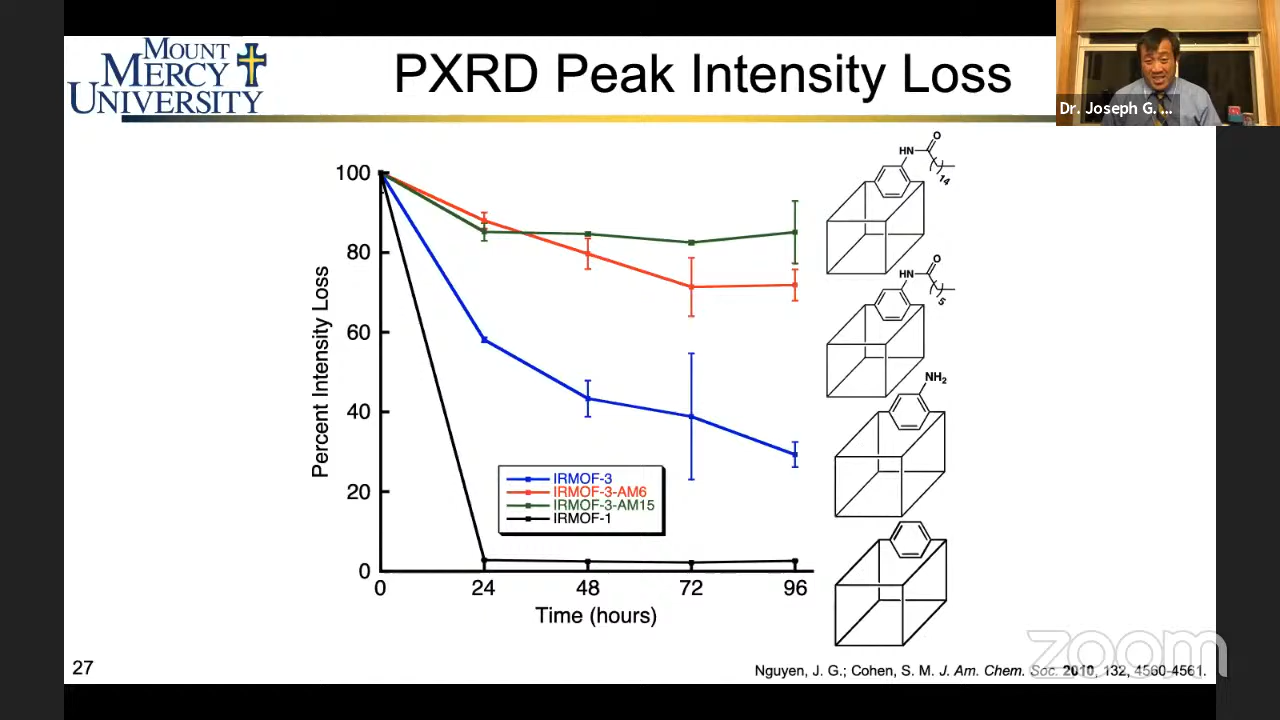 MOUNT
MERCY
UNIVERSITY
PXRD Peak Intensity Loss
Dr. Joseph G. ...
100
80
60
40
20
0
Percent Intensity Loss
0 24 48 72 96
Time (hours)
IRMOF-3
IRMOF-3-AM6
IRMOF-3-AM15
IRMOF-1
HN
O
14
HN
O
5
NH2
zoom
27
Nguyen, J. G.; Cohen, S. M. J. Am. Chem. Soc. 2010, 132, 4560-4561.